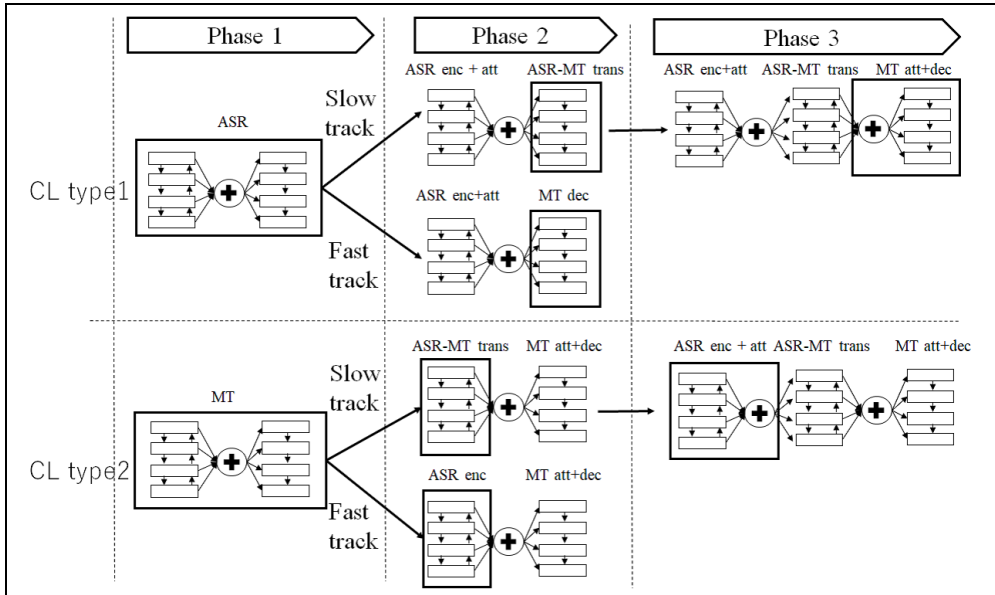 Phase 1
Phase 2
Phase 3
CL type1
ASR
Slow
track
Fast
track
ASR enc + att
ASR-MT trans
ASR enc+att
MT dec
ASR enc+att
ASR-MT trans
MT att+dec
CL type2
MT
Slow
track
Fast
track
ASR-MT trans
MT att+dec
ASR enc
MT att+dec
ASR enc + att
ASR-MT trans
MT att+dec